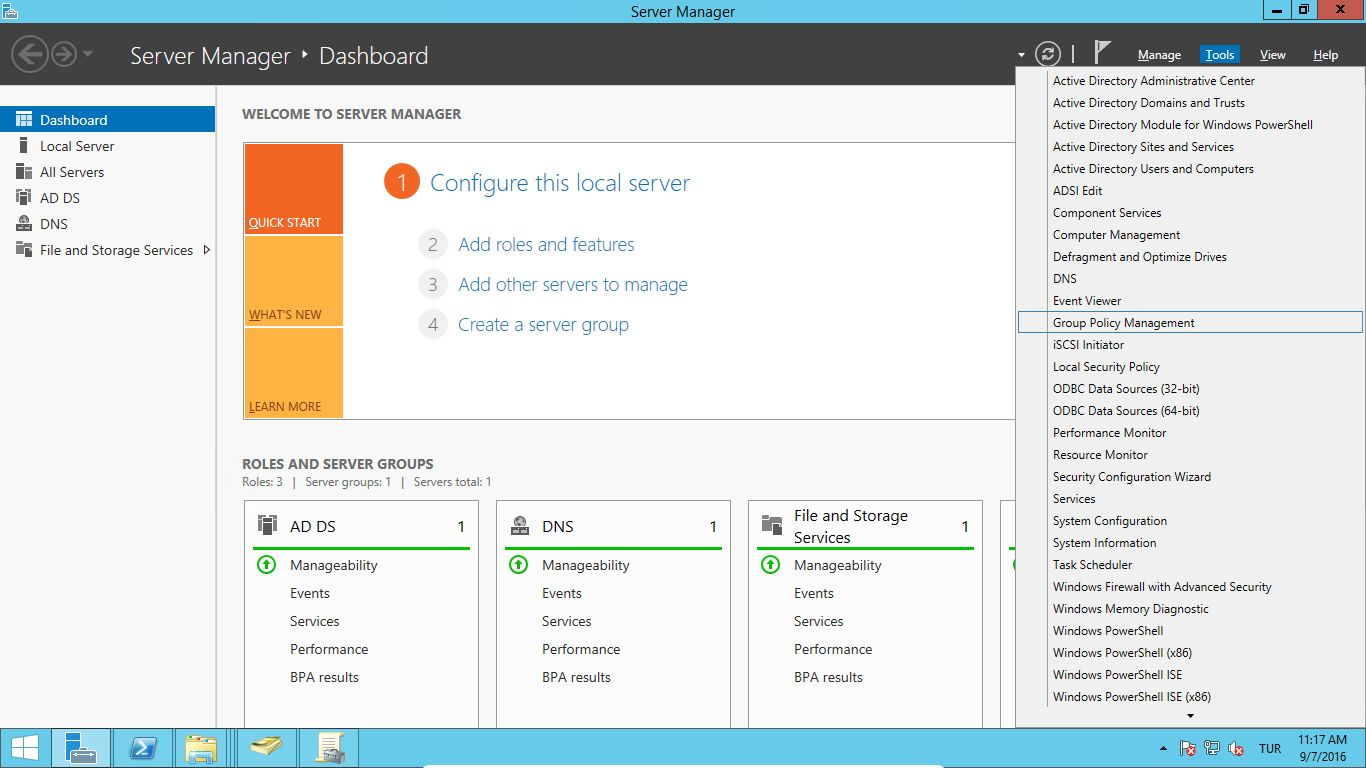 Server Manager
Server Manager ‣ Dashboard
Manage
Tools
View
Help
Dashboard
Local Server
All Servers
AD DS
DNS
File and Storage Services
WELCOME TO SERVER MANAGER
QUICK START
WHAT'S NEW
LEARN MORE
1 Configure this local server
2 Add roles and features
3 Add other servers to manage
4 Create a server group
ROLES AND SERVER GROUPS
Roles: 3 | Server groups: 1 | Servers total: 1
AD DS 1
Manageability
Events
Services
Performance
BPA results
DNS 1
Manageability
Events
Services
Performance
BPA results
File and Storage
Services 1
Manageability
Events
Services
Performance
BPA results
Active Directory Administrative Center
Active Directory Domains and Trusts
Active Directory Module for Windows PowerShell
Active Directory Sites and Services
Active Directory Users and Computers
ADSI Edit
Component Services
Computer Management
Defragment and Optimize Drives
DNS
Event Viewer
Group Policy Management
iSCSI Initiator
Local Security Policy
ODBC Data Sources (32-bit)
ODBC Data Sources (64-bit)
Performance Monitor
Resource Monitor
Security Configuration Wizard
Services
System Configuration
System Information
Task Scheduler
Windows Firewall with Advanced Security
Windows Memory Diagnostic
Windows PowerShell
Windows PowerShell (x86)
Windows PowerShell ISE
Windows PowerShell ISE (x86)
TUR
11:17 AM
9/7/2016